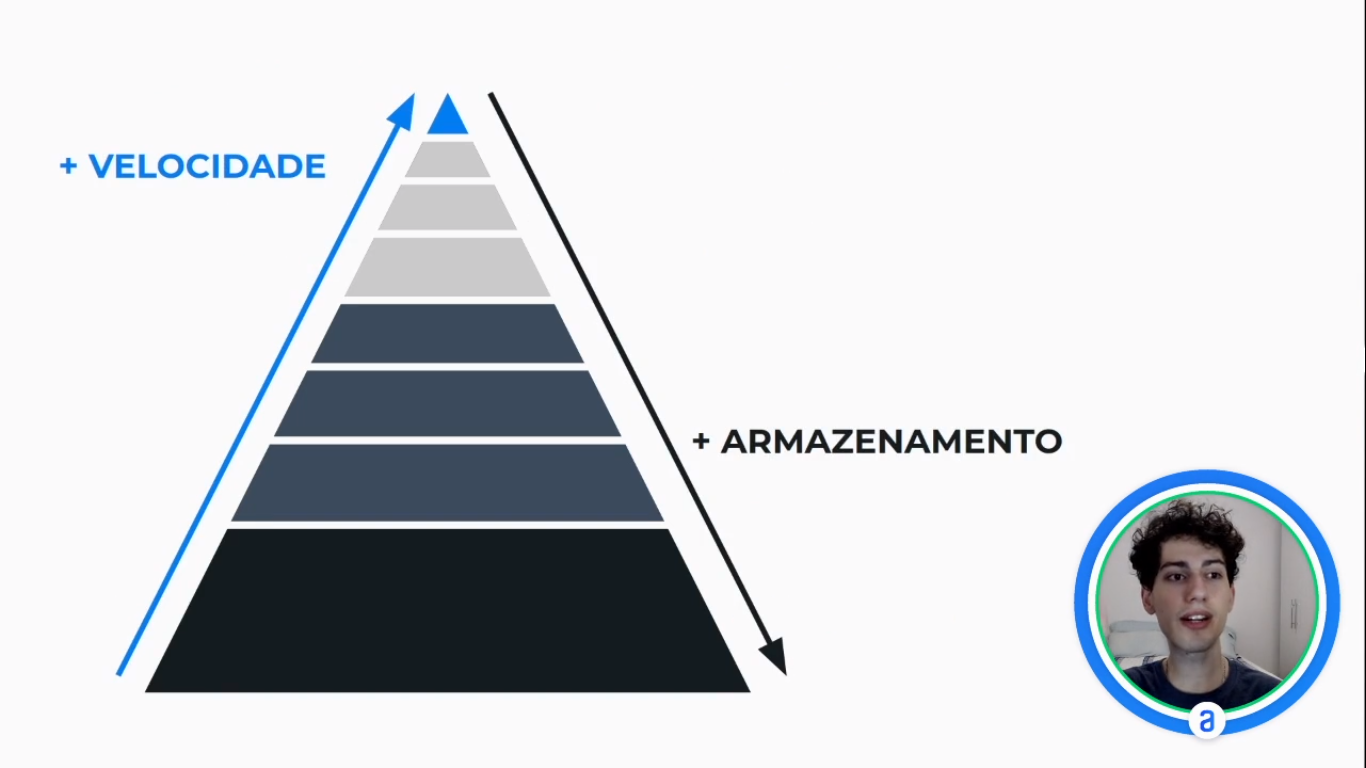 + VELOCIDADE
+ ARMAZENAMENTO
a